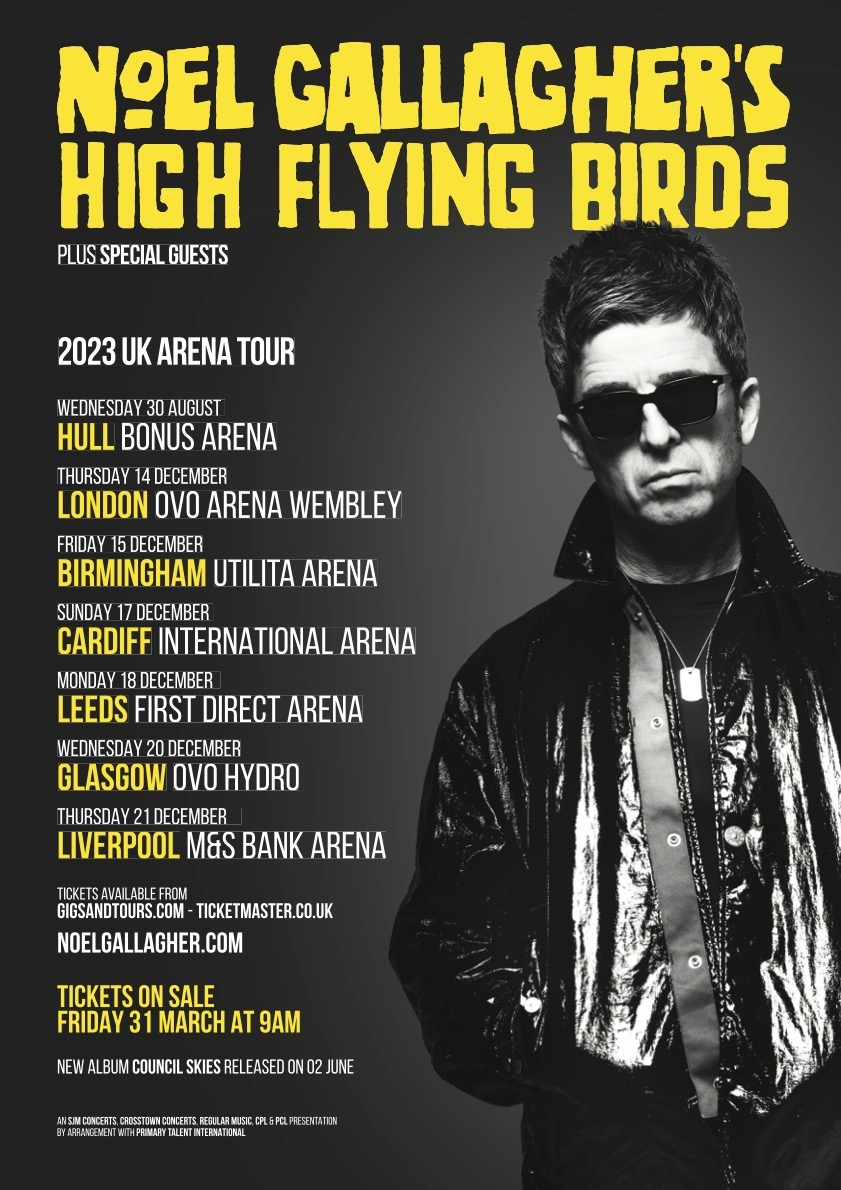 NOEL GALLAGHER'S
HIGH FLYING BIRDS
PLUS SPECIAL GUESTS
2023 UK ARENA TOUR
WEDNESDAY 30 AUGUST
HULL BONUS ARENA
THURSDAY 14 DECEMBER
LONDON OVO ARENA WEMBLEY
FRIDAY 15 DECEMBER
BIRMINGHAM UTILITA ARENA
SUNDAY 17 DECEMBER
CARDIFF INTERNATIONAL ARENA
MONDAY 18 DECEMBER
LEEDS FIRST DIRECT ARENA
WEDNESDAY 20 DECEMBER
GLASGOW OVO HYDRO
THURSDAY 21 DECEMBER
LIVERPOOL M&S BANK ARENA
TICKETS AVAILABLE FROM
GIGSANDTOURS.COM - TICKETMASTER.CO.UK
NOELGALLAGHER.COM
TICKETS ON SALE
FRIDAY 31 MARCH AT 9AM
NEW ALBUM COUNCIL SKIES RELEASED ON 02 JUNE
AN SJM CONCERTS, CROSSTOWN CONCERTS, REGULAR MUSIC, CPL & PCL PRESENTATION
BY ARRANGEMENT WITH PRIMARY TALENT INTERNATIONAL